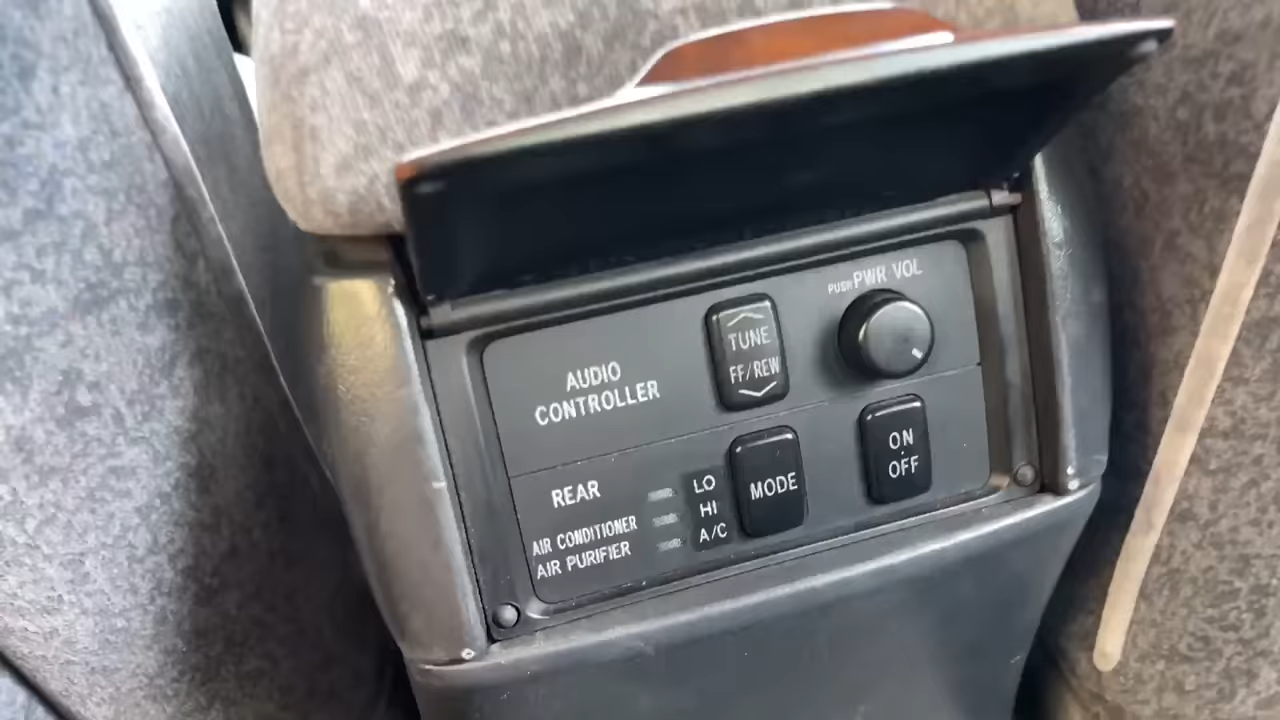 PUSH PWR VOL
TUNE
FF/REW
AUDIO
CONTROLLER
REAR
AIR CONDITIONER
AIR PURIFIER
LO
HI
A/C
MODE
ON
OFF